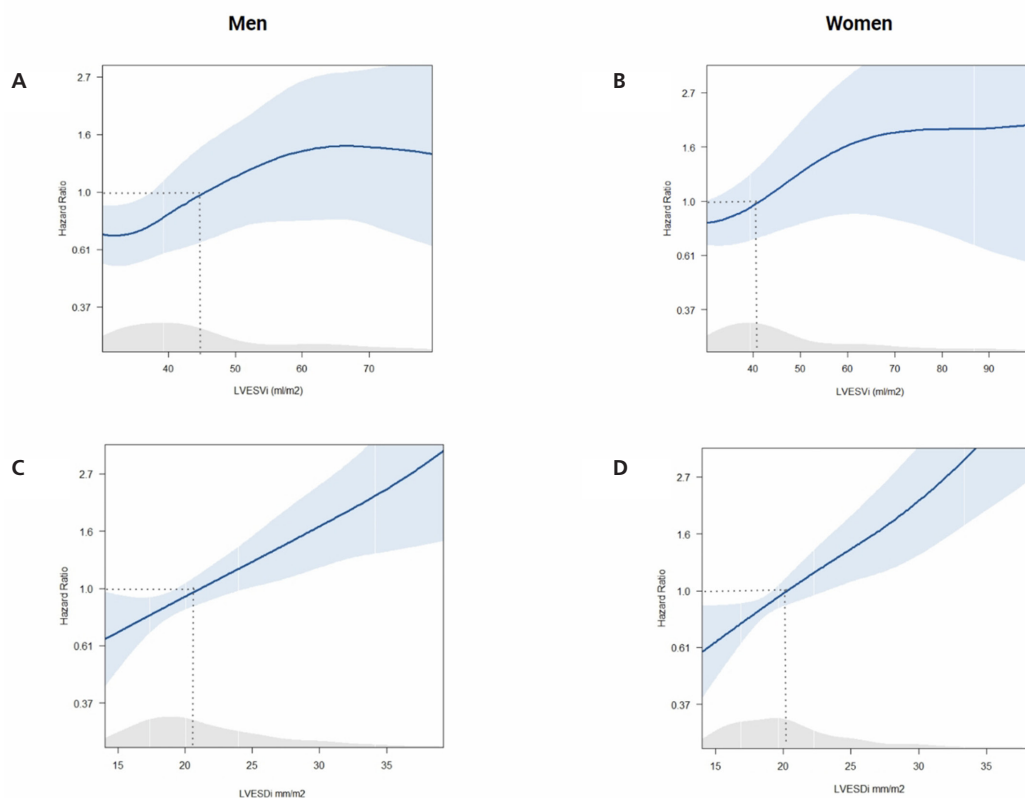 Men
Women
A
2.7
1.6
1.0
0.61
0.37
Hazard Ratio
40 50 60 70
LVESVi (ml/m2)
B
2.7
1.6
1.0
0.61
0.37
Hazard Ratio
40 50 60 70 80 90
LVESVi (ml/m2)
C
2.7
1.6
1.0
0.61
0.37
Hazard Ratio
15 20 25 30 35
LVESDi mm/m2
D
2.7
1.6
1.0
0.61
0.37
Hazard Ratio
15 20 25 30 35
LVESDi mm/m2